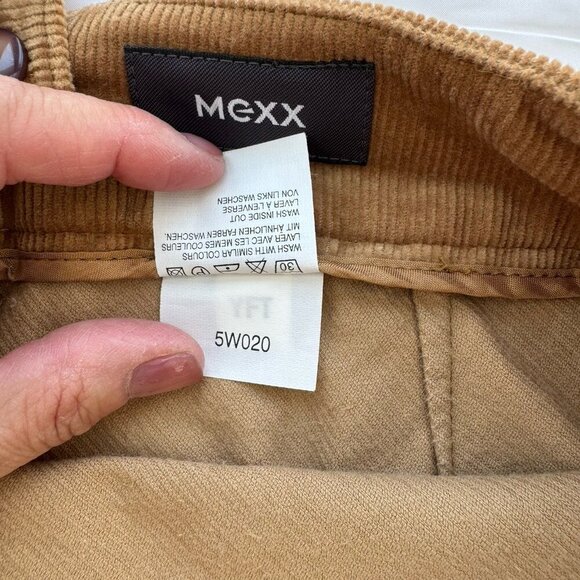 MEXX
WASH WITH SIMILAR COLOURS
LAVER AVEC LES MEMES COULEURS
MIT ÄHNLICHEN FARBEN WASCHEN.
WASH INSIDE OUT
LAVER A L'ENVERSE
VON LINKS WASCHEN
30
P
TFT
5W020